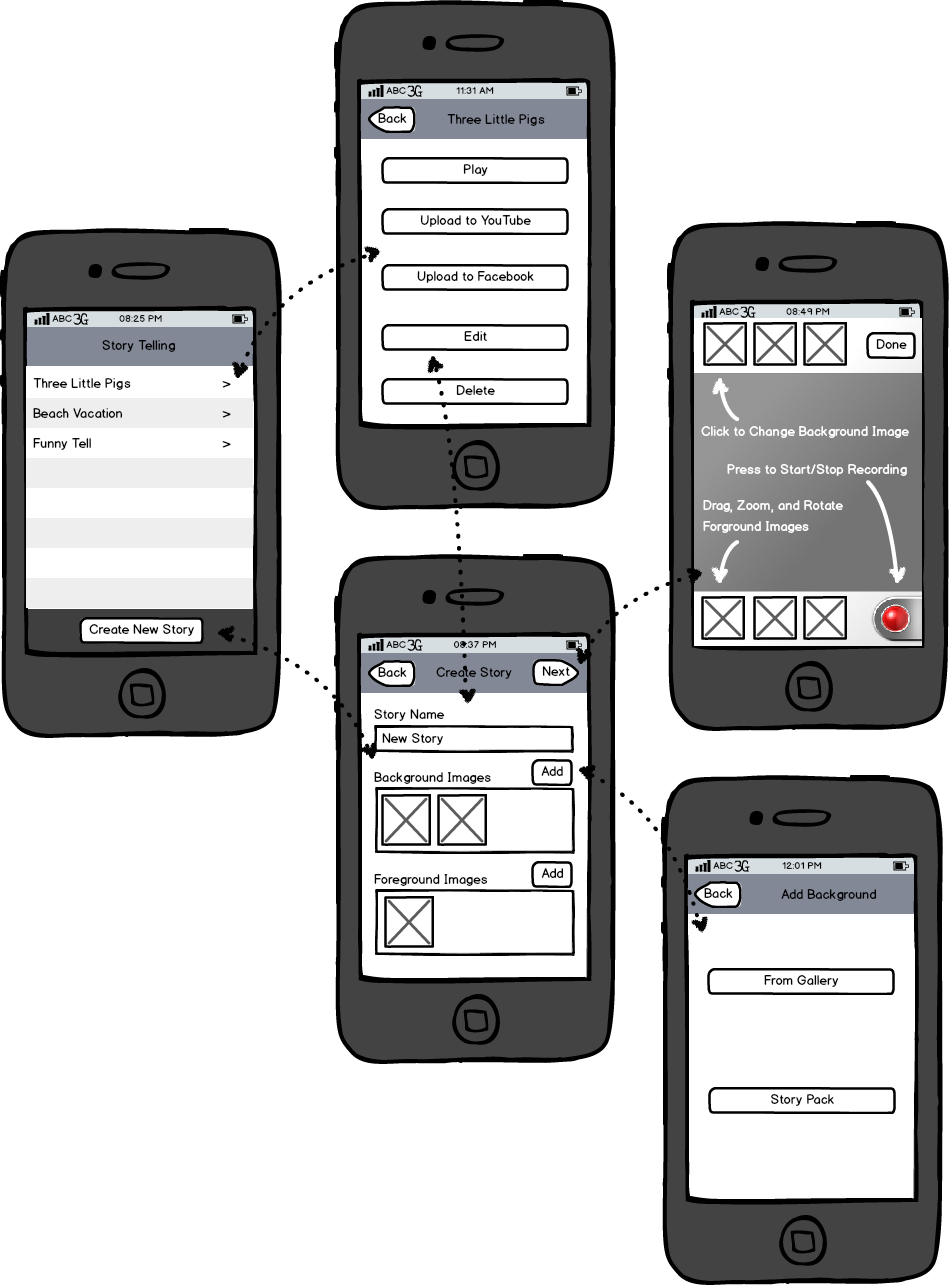 ABC 3G 11:31 AM
Back Three Little Pigs
Play
Upload to YouTube
Upload to Facebook
Edit
Delete
ABC 3G 08:25 PM
Story Telling
Three Little Pigs >
Beach Vacation >
Funny Tell >
Create New Story
ABC 3G 08:49 PM
Done
Click to Change Background Image
Press to Start/Stop Recording
Drag, Zoom, and Rotate
Forground Images
ABC 3G 08:37 PM
Back Create Story Next
Story Name
New Story
Background Images Add
Foreground Images Add
ABC 3G 12:01 PM
Back Add Background
From Gallery
Story Pack